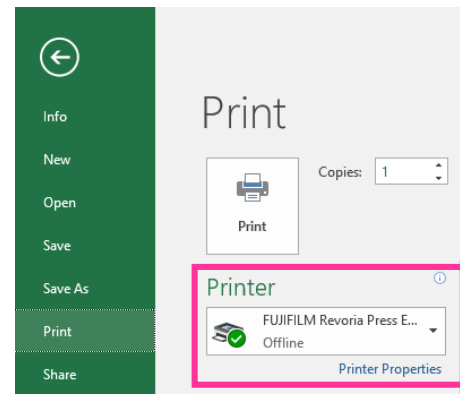 Info
New
Open
Save
Save As
Print
Share
Print
Copies: 1
Print
Printer
FUJIFILM Revoria Press E...
Offline
Printer Properties